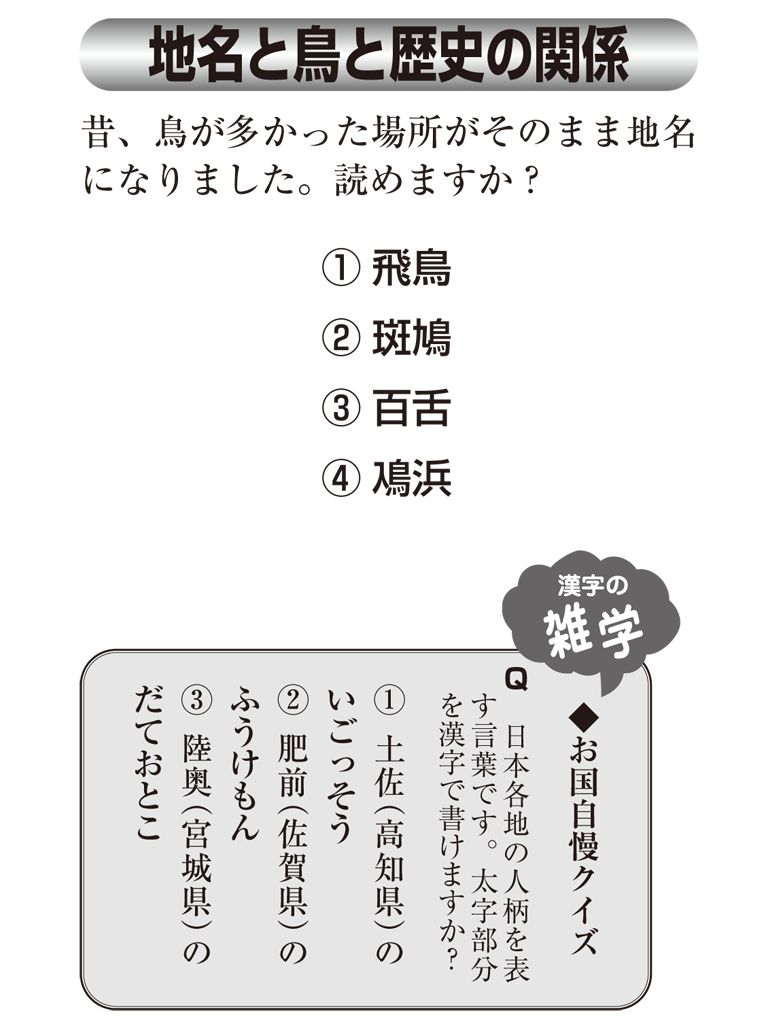 地名と鳥と歴史の関係
昔、鳥が多かった場所がそのまま地名
になりました。読めますか？
① 飛鳥
② 斑鳩
③ 百舌
④ 鳰浜
漢字の
雑学
◆お国自慢クイズ
Q 日本各地の人柄を表
す言葉です。太字部分
を漢字で書けますか？
① 土佐（高知県）の
いごっそう
② 肥前（佐賀県）の
ふうけもん
③ 陸奥（宮城県）の
だておとこ